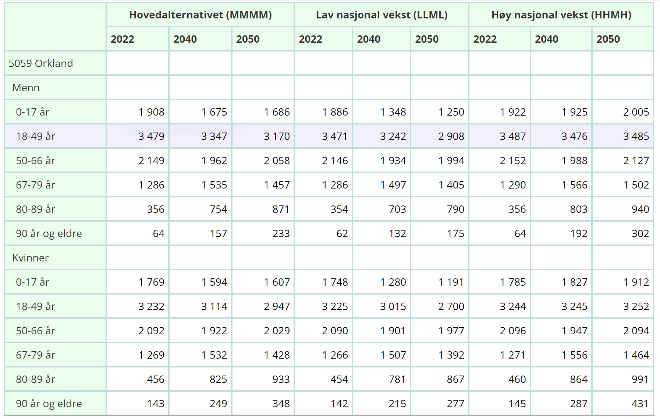 Hovedalternativet (MMMM) Lav nasjonal vekst (LLML) Høy nasjonal vekst (HHMH)
2022 2040 2050 2022 2040 2050 2022 2040 2050
5059 Orkland
Menn
0-17 år 1 908 1 675 1 686 1 886 1 348 1 250 1 922 1 925 2 005
18-49 år 3 479 3 347 3 170 3 471 3 242 2 908 3 487 3 476 3 485
50-66 år 2 149 1 962 2 058 2 146 1 934 1 994 2 152 1 988 2 127
67-79 år 1 286 1 535 1 457 1 286 1 497 1 405 1 290 1 566 1 502
80-89 år 356 754 871 354 703 790 356 803 940
90 år og eldre 64 157 233 62 132 175 64 192 302
Kvinner
0-17 år 1 769 1 594 1 607 1 748 1 280 1 191 1 785 1 827 1 912
18-49 år 3 232 3 114 2 947 3 225 3 015 2 700 3 244 3 245 3 252
50-66 år 2 092 1 922 2 029 2 090 1 901 1 977 2 096 1 947 2 094
67-79 år 1 269 1 532 1 428 1 266 1 507 1 392 1 271 1 556 1 464
80-89 år 456 825 933 454 781 867 460 864 991
90 år og eldre 143 249 348 142 215 277 145 287 431